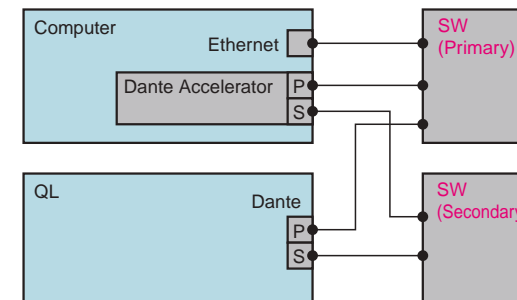 Computer
Ethernet
Dante Accelerator
P
S
SW
(Primary)
QL
Dante
P
S
SW
(Secondary